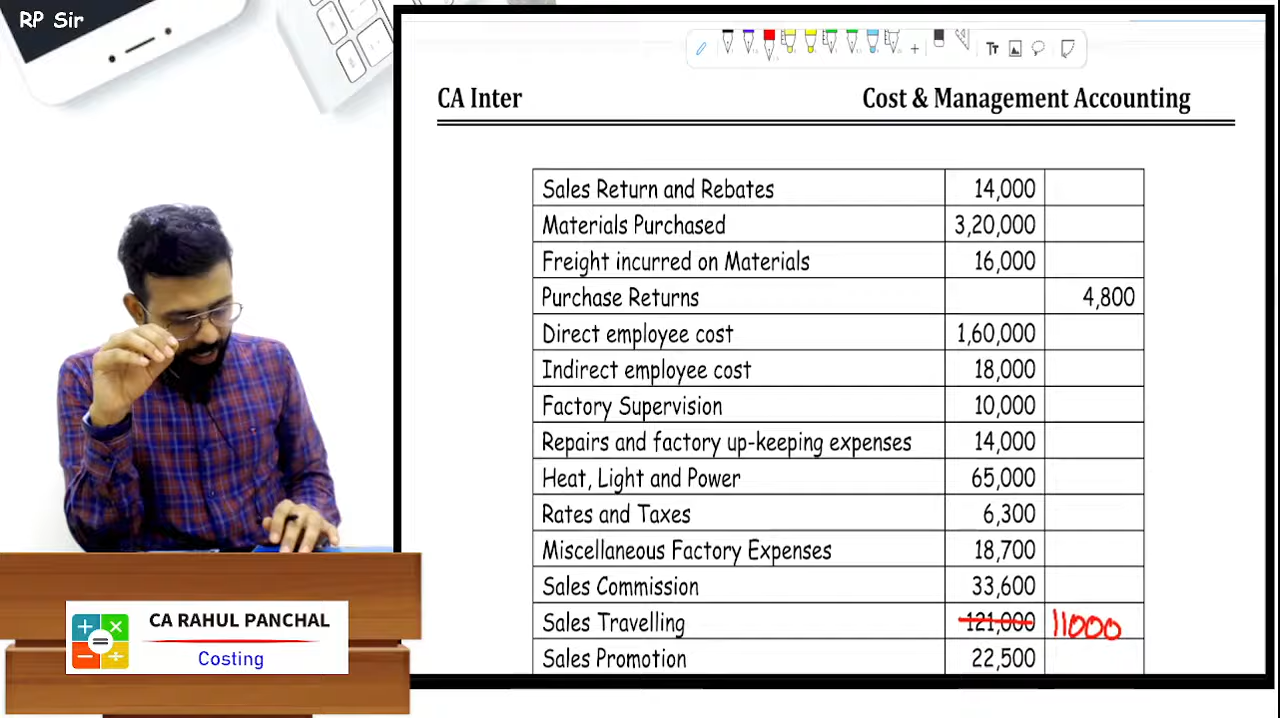 RP Sir
CA Inter Cost & Management Accounting
Sales Return and Rebates 14,000
Materials Purchased 3,20,000
Freight incurred on Materials 16,000
Purchase Returns 4,800
Direct employee cost 1,60,000
Indirect employee cost 18,000
Factory Supervision 10,000
Repairs and factory up-keeping expenses 14,000
Heat, Light and Power 65,000
Rates and Taxes 6,300
Miscellaneous Factory Expenses 18,700
Sales Commission 33,600
Sales Travelling 121,000 11000
Sales Promotion 22,500
CA RAHUL PANCHAL
Costing